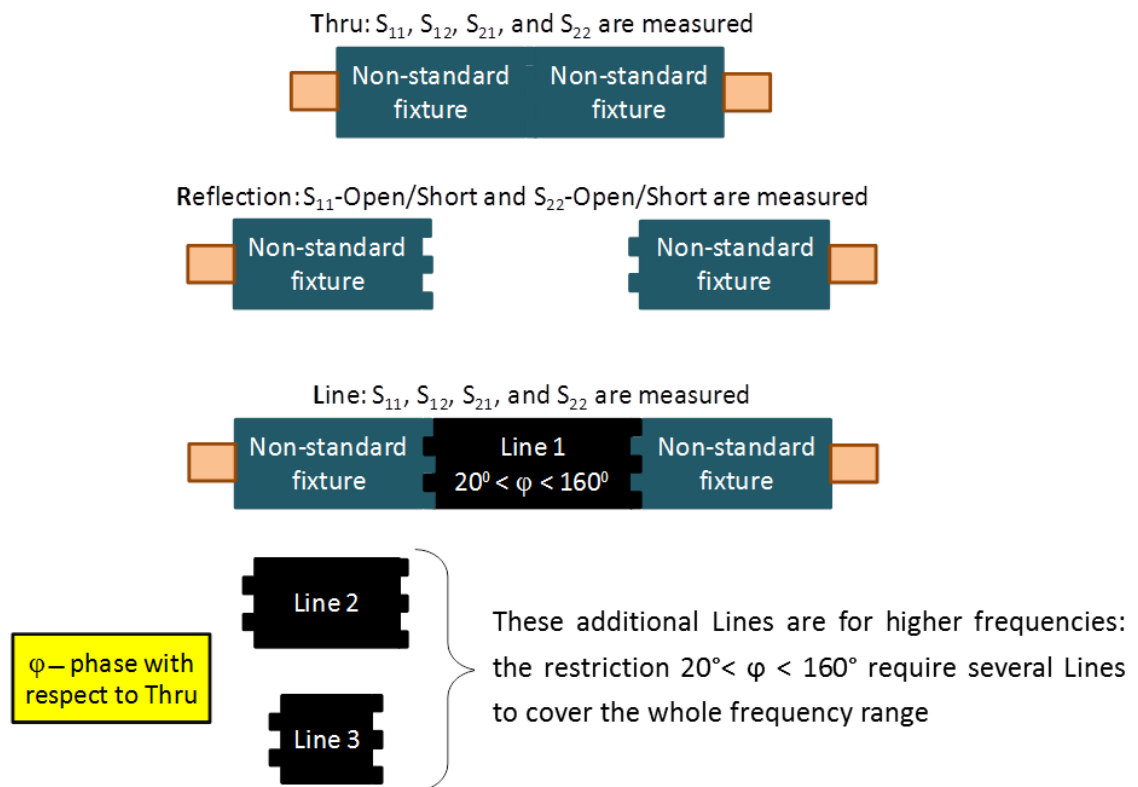 Thru: S₁₁, S₁₂, S₂₁, and S₂₂ are measured
Non-standard
fixture
Non-standard
fixture
Reflection: S₁₁-Open/Short and S₂₂-Open/Short are measured
Non-standard
fixture
Non-standard
fixture
Line: S₁₁, S₁₂, S₂₁, and S₂₂ are measured
Non-standard
fixture
Line 1
20⁰ < φ < 160⁰
Non-standard
fixture
Line 2
Line 3
φ – phase with
respect to Thru
These additional Lines are for higher frequencies:
the restriction 20°< φ < 160° require several Lines
to cover the whole frequency range